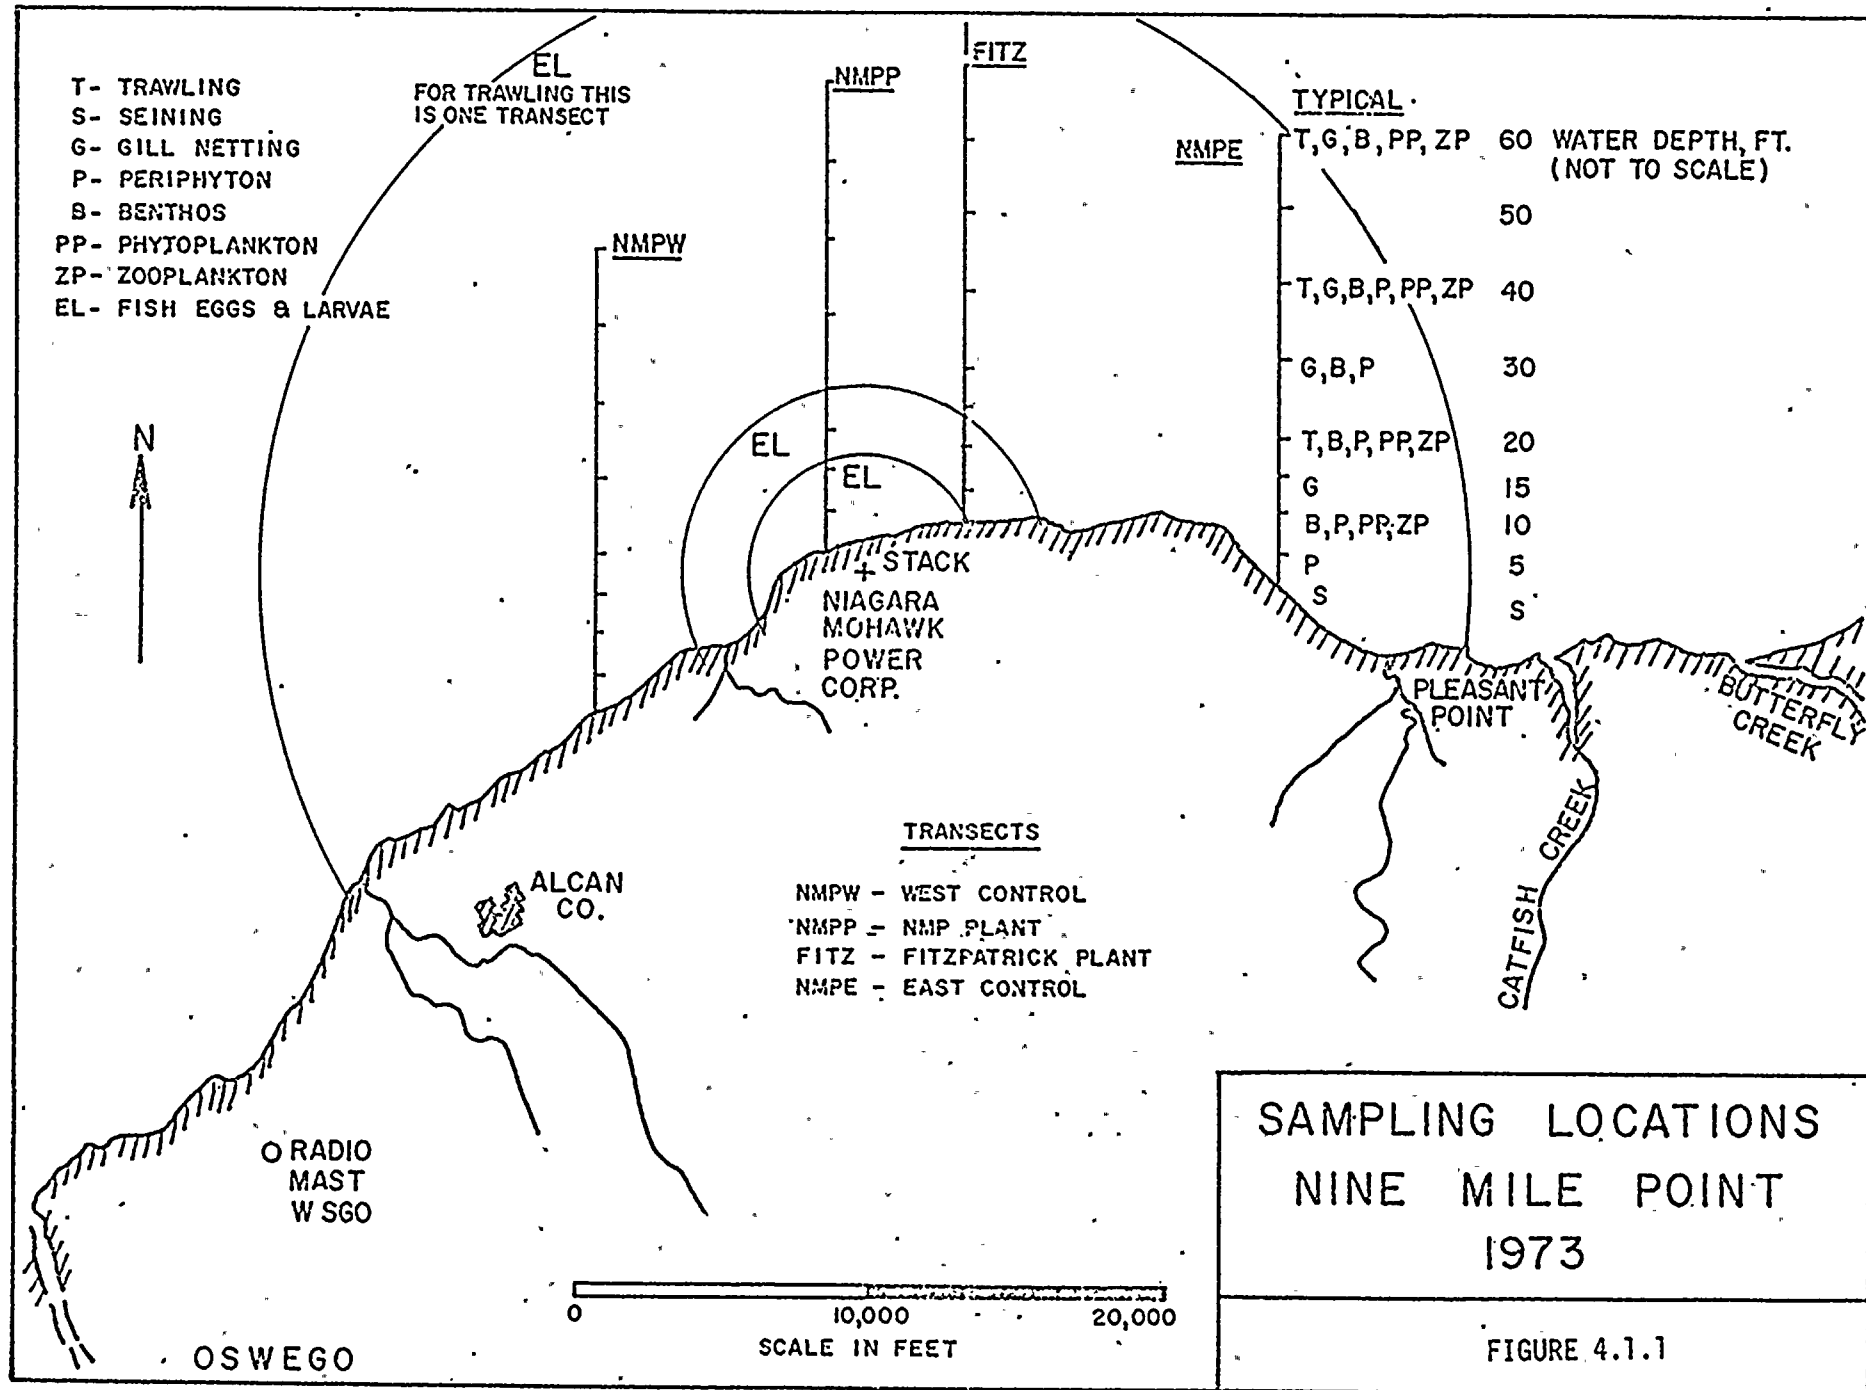 T- TRAWLING
S- SEINING
G- GILL NETTING
P- PERIPHYTON
B- BENTHOS
PP- PHYTOPLANKTON
ZP- ZOOPLANKTON
EL- FISH EGGS & LARVAE
EL
FOR TRAWLING THIS
IS ONE TRANSECT
NMPW
NMPP
FITZ
NMPE
TYPICAL
T,G,B,PP,ZP 60 WATER DEPTH, FT.
(NOT TO SCALE)
50
T,G,B,P,PP,ZP 40
G,B,P 30
T,B,P,PP,ZP 20
G 15
B,P,PP,ZP 10
P 5
S S
N
EL
EL
STACK
NIAGARA
MOHAWK
POWER
CORP.
PLEASANT
POINT
BUTTERFLY
CREEK
CATFISH CREEK
ALCAN
CO.
TRANSECTS
NMPW - WEST CONTROL
NMPP - NMP PLANT
FITZ - FITZPATRICK PLANT
NMPE - EAST CONTROL
RADIO
MAST
WSGO
OSWEGO
0 10,000 20,000
SCALE IN FEET
SAMPLING LOCATIONS
NINE MILE POINT
1973
FIGURE 4.1.1